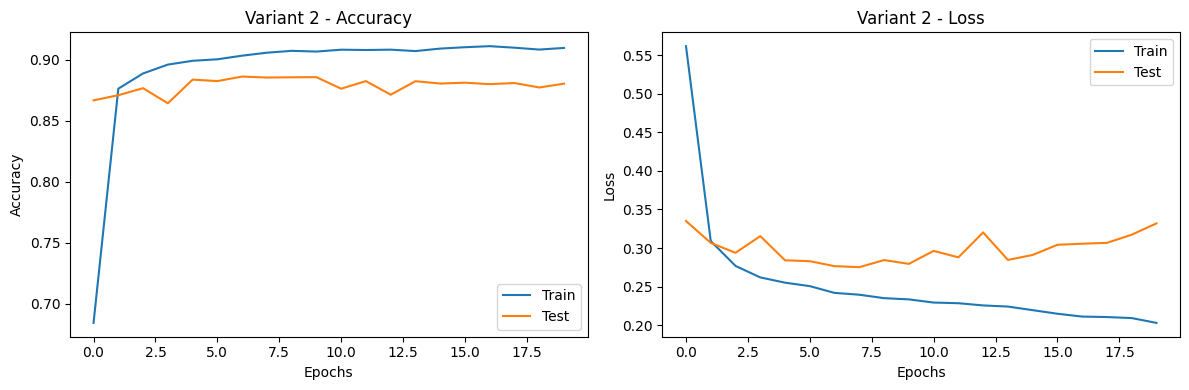 Variant 2 - Accuracy
Accuracy
0.90
0.85
0.80
0.75
0.70
Train
Test
0.0 2.5 5.0 7.5 10.0 12.5 15.0 17.5
Epochs
Variant 2 - Loss
Loss
0.55
0.50
0.45
0.40
0.35
0.30
0.25
0.20
Train
Test
0.0 2.5 5.0 7.5 10.0 12.5 15.0 17.5
Epochs